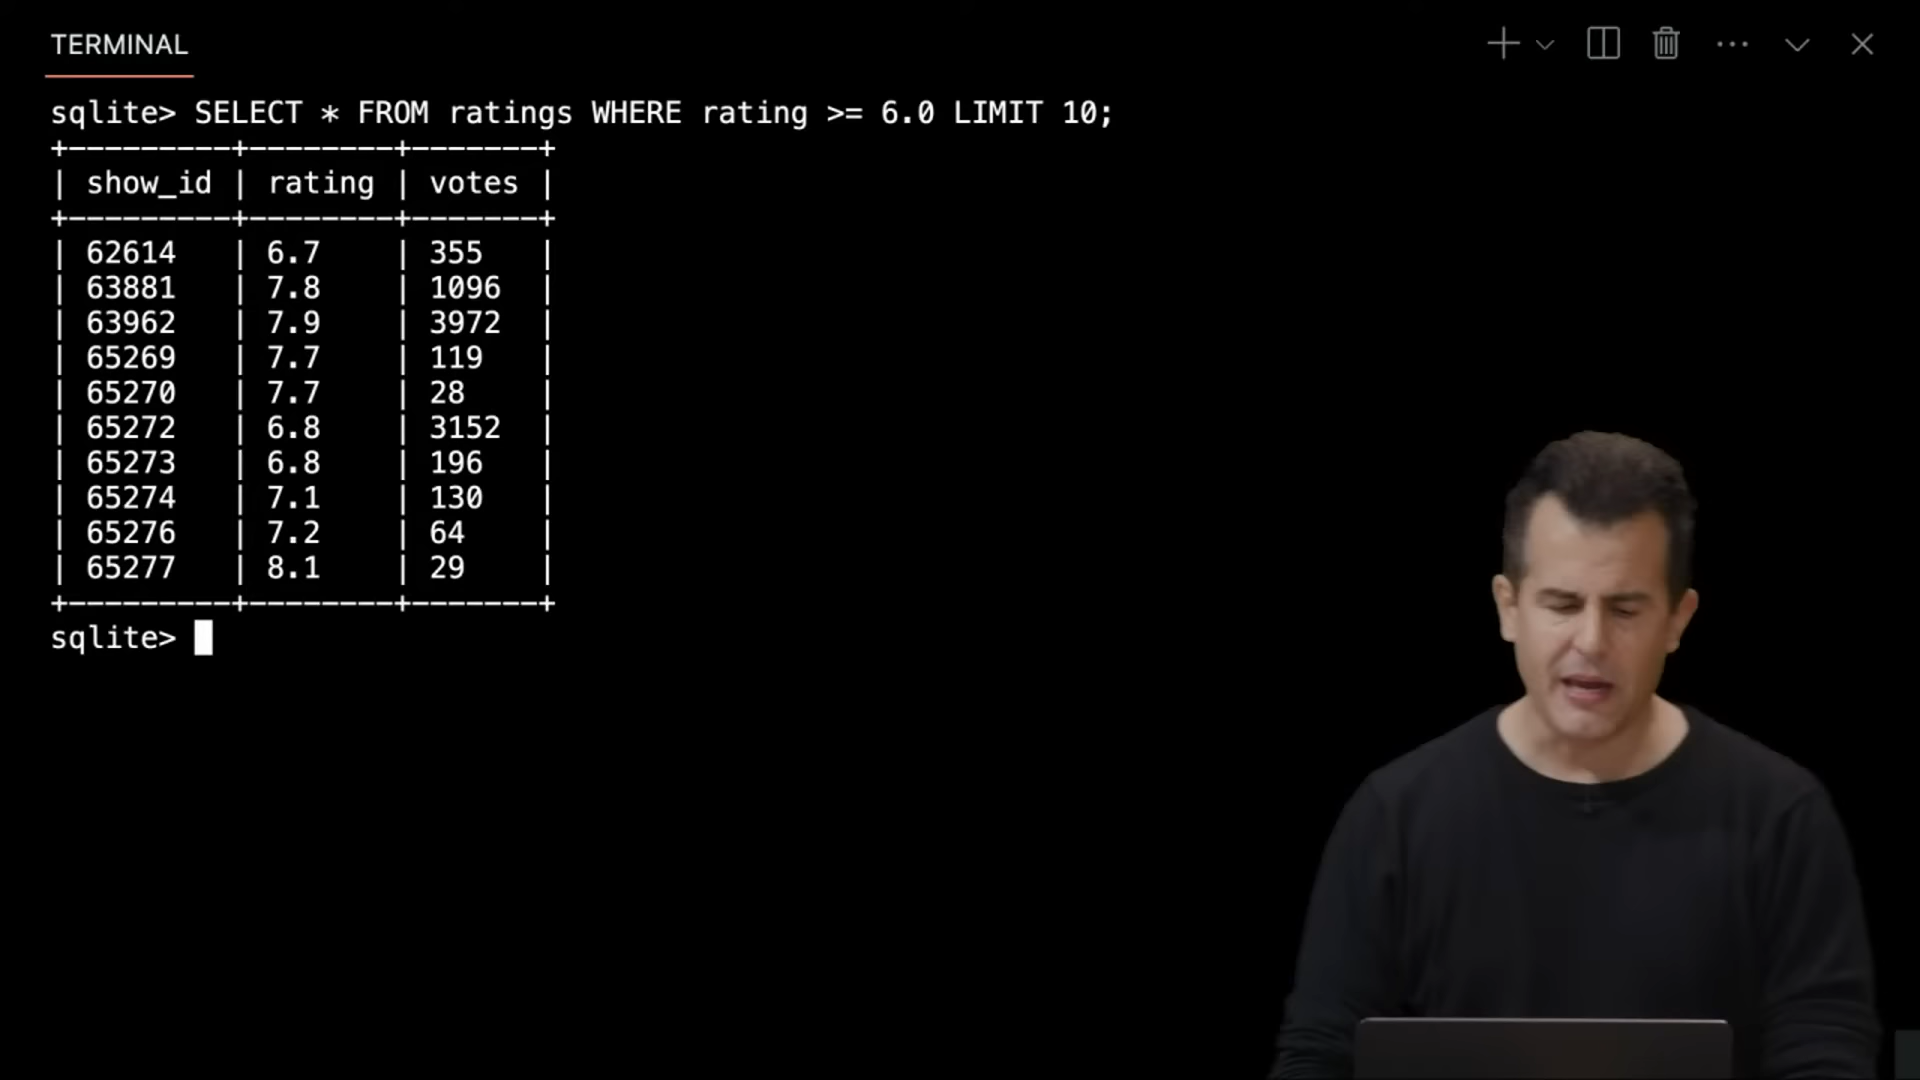 TERMINAL
sqlite> SELECT * FROM ratings WHERE rating >= 6.0 LIMIT 10;
+---------+--------+-------+
| show_id | rating | votes |
+---------+--------+-------+
| 62614   | 6.7    | 355   |
| 63881   | 7.8    | 1096  |
| 63962   | 7.9    | 3972  |
| 65269   | 7.7    | 119   |
| 65270   | 7.7    | 28    |
| 65272   | 6.8    | 3152  |
| 65273   | 6.8    | 196   |
| 65274   | 7.1    | 130   |
| 65276   | 7.2    | 64    |
| 65277   | 8.1    | 29    |
+---------+--------+-------+
sqlite>